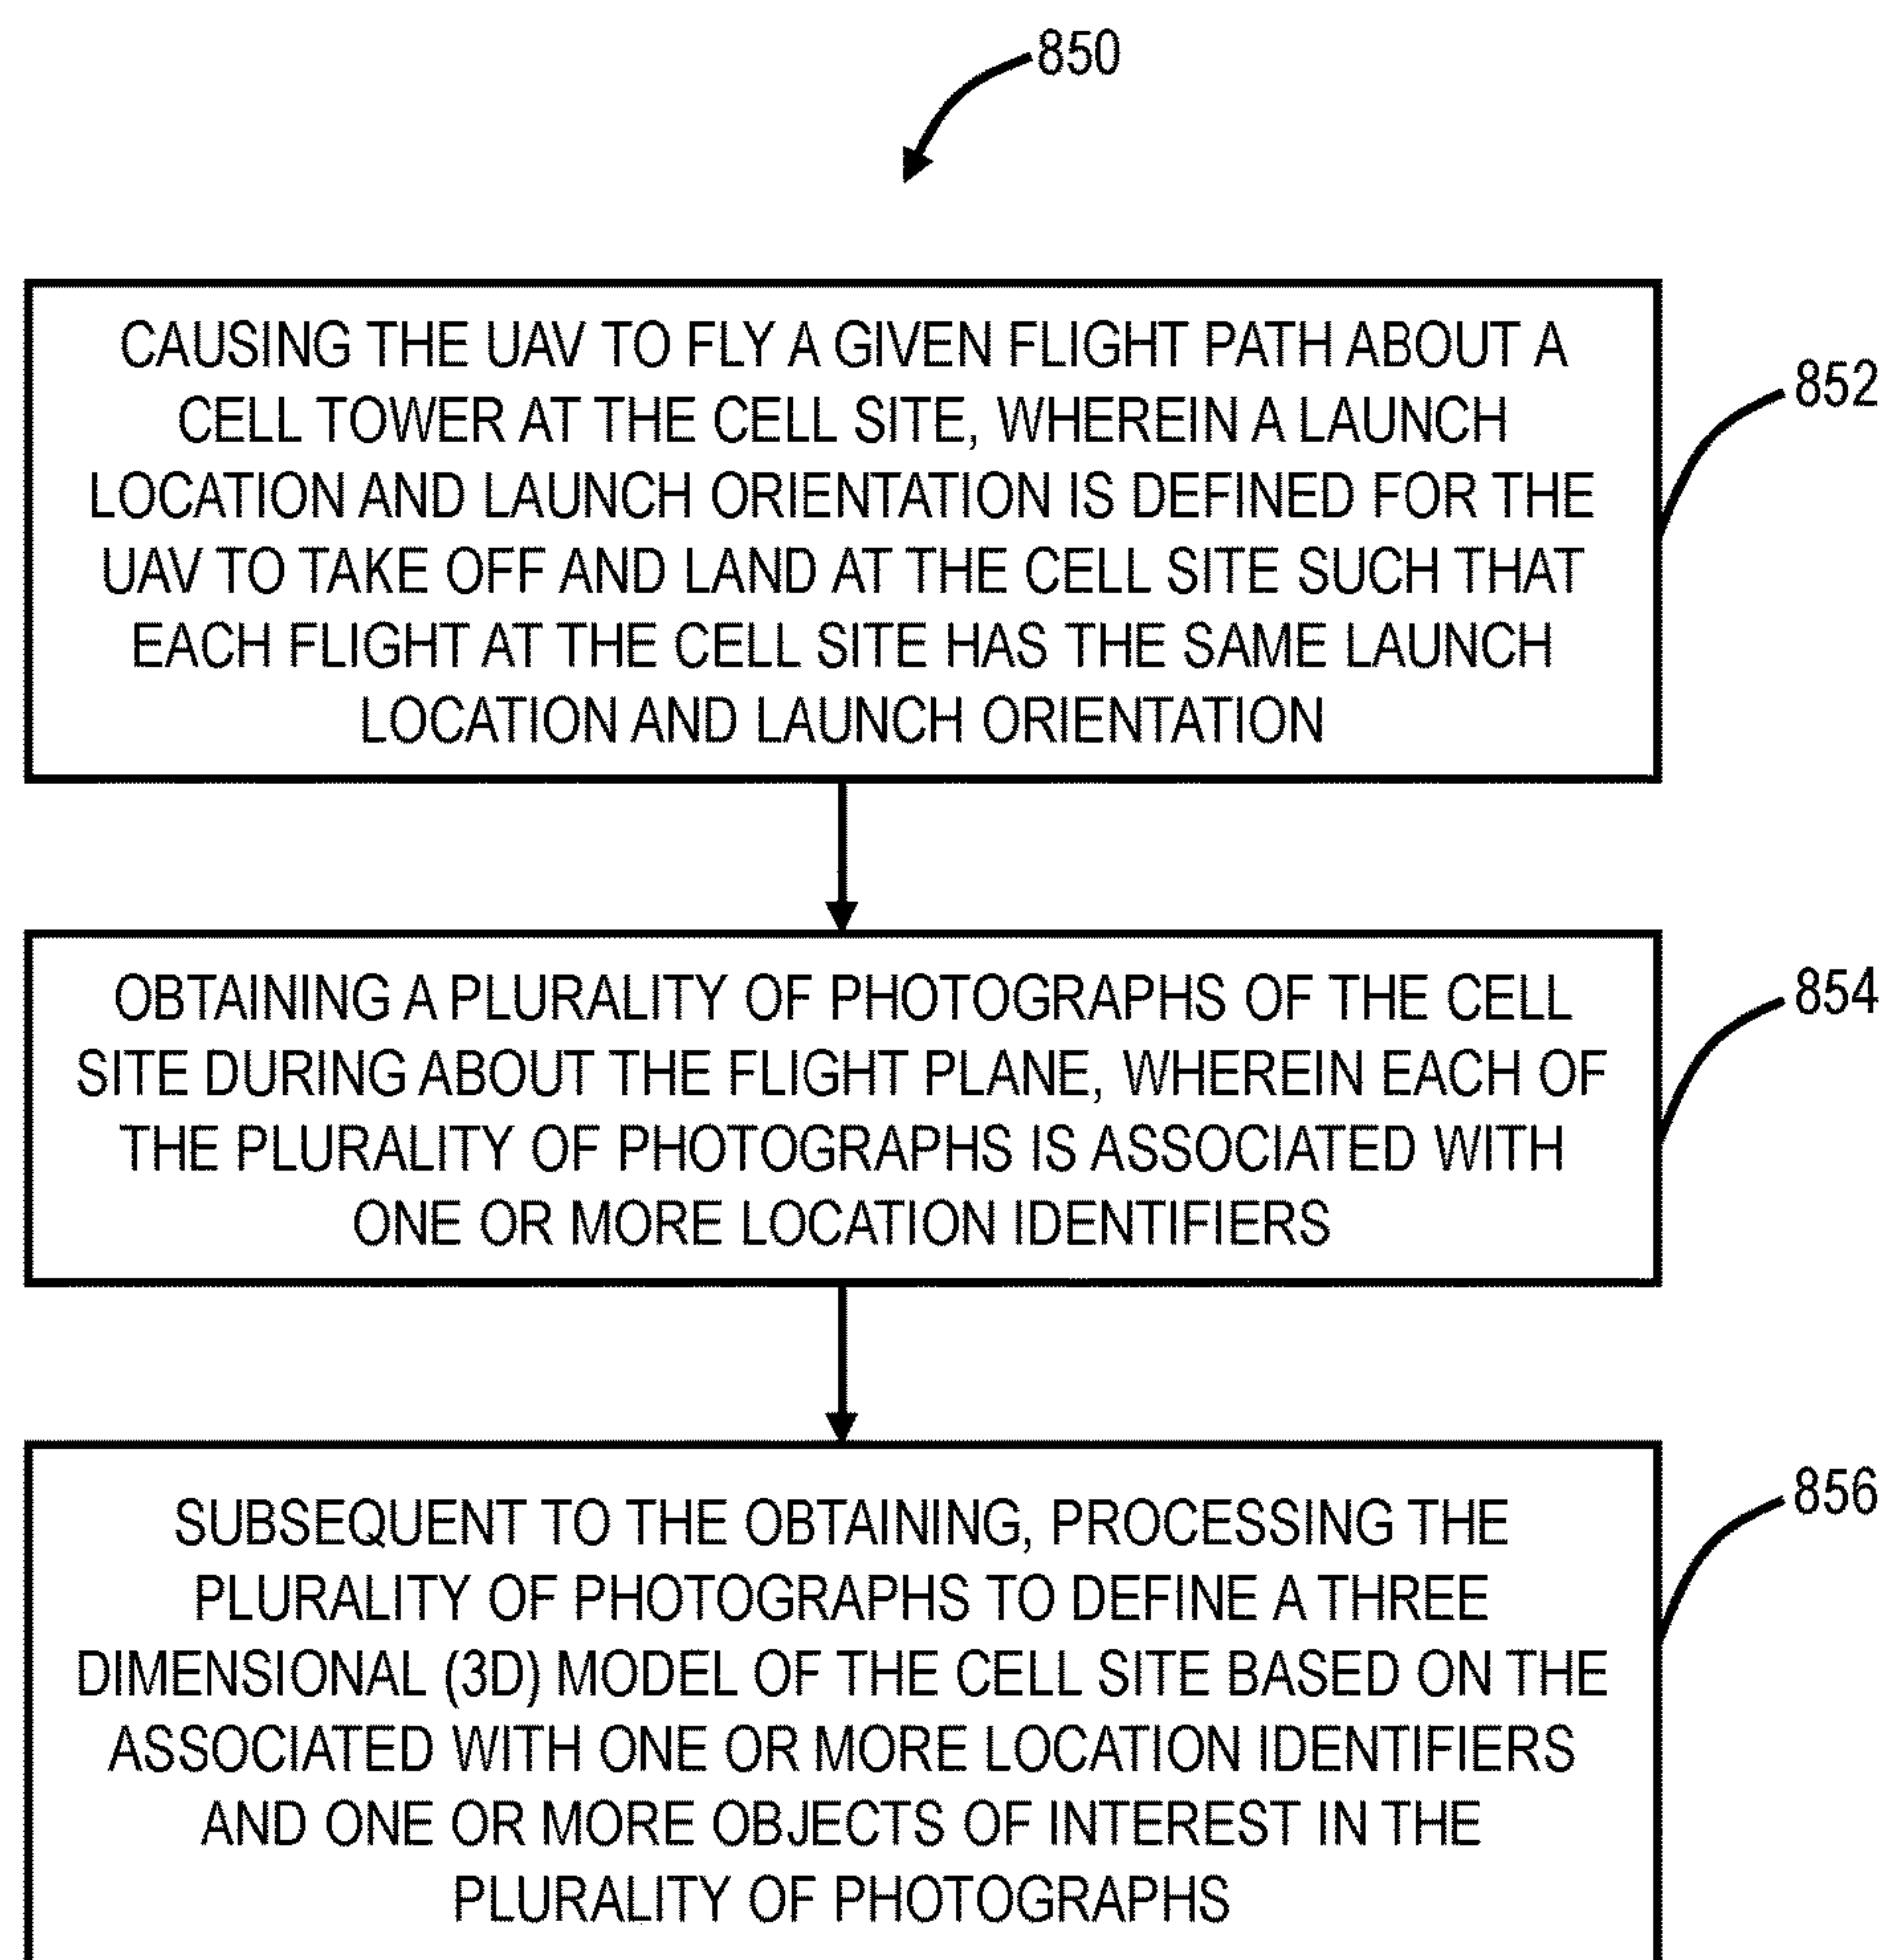 850
CAUSING THE UAV TO FLY A GIVEN FLIGHT PATH ABOUT A
CELL TOWER AT THE CELL SITE, WHEREIN A LAUNCH
LOCATION AND LAUNCH ORIENTATION IS DEFINED FOR THE
UAV TO TAKE OFF AND LAND AT THE CELL SITE SUCH THAT
EACH FLIGHT AT THE CELL SITE HAS THE SAME LAUNCH
LOCATION AND LAUNCH ORIENTATION
852
OBTAINING A PLURALITY OF PHOTOGRAPHS OF THE CELL
SITE DURING ABOUT THE FLIGHT PLANE, WHEREIN EACH OF
THE PLURALITY OF PHOTOGRAPHS IS ASSOCIATED WITH
ONE OR MORE LOCATION IDENTIFIERS
854
SUBSEQUENT TO THE OBTAINING, PROCESSING THE
PLURALITY OF PHOTOGRAPHS TO DEFINE A THREE
DIMENSIONAL (3D) MODEL OF THE CELL SITE BASED ON THE
ASSOCIATED WITH ONE OR MORE LOCATION IDENTIFIERS
AND ONE OR MORE OBJECTS OF INTEREST IN THE
PLURALITY OF PHOTOGRAPHS
856